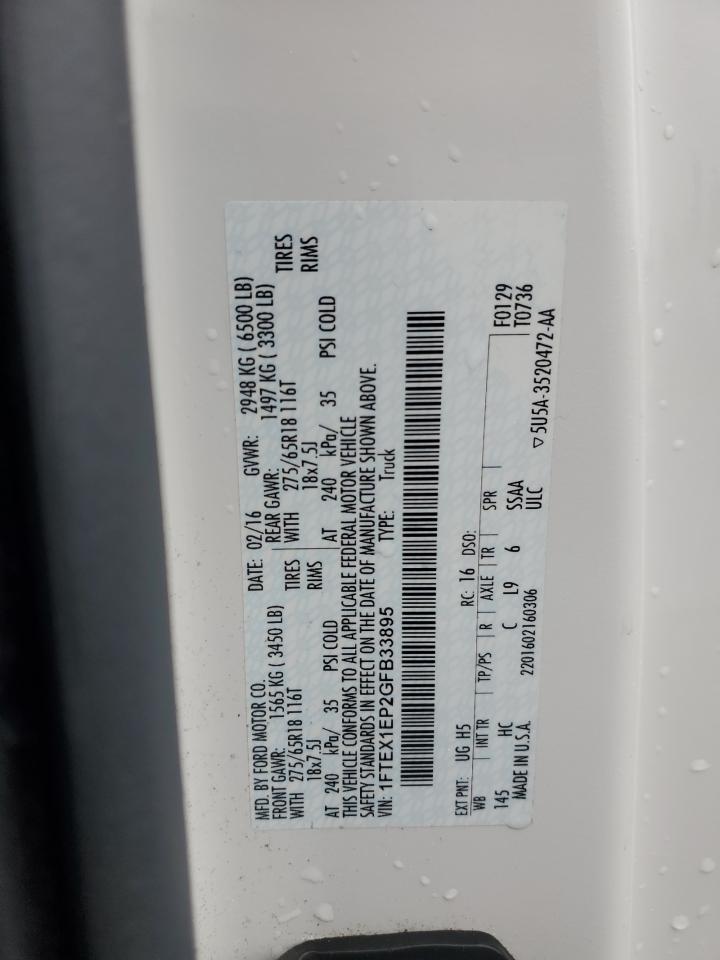 MFD. BY FORD MOTOR CO.
DATE: 02/16 GVWR: 2948 KG ( 6500 LB)
FRONT GAWR: 1565 KG ( 3450 LB) REAR GAWR: 1497 KG ( 3300 LB)
WITH 275/65R18 116T TIRES WITH 275/65R18 116T TIRES
18x7.5J RIMS 18x7.5J RIMS
AT 240 kPa/ 35 PSI COLD AT 240 kPa/ 35 PSI COLD
THIS VEHICLE CONFORMS TO ALL APPLICABLE FEDERAL MOTOR VEHICLE
SAFETY STANDARDS IN EFFECT ON THE DATE OF MANUFACTURE SHOWN ABOVE.
VIN: 1FTEX1EP2GFB33895 TYPE: Truck
EXT PNT: UG H5 RC: 16 DSO:
WB INT TR TP/PS R AXLE TR SPR F0129
145 HC C L9 6 SSAA T0736
MADE IN U.S.A. 2201602160306 ULC
▽ 5U5A-3520472-AA